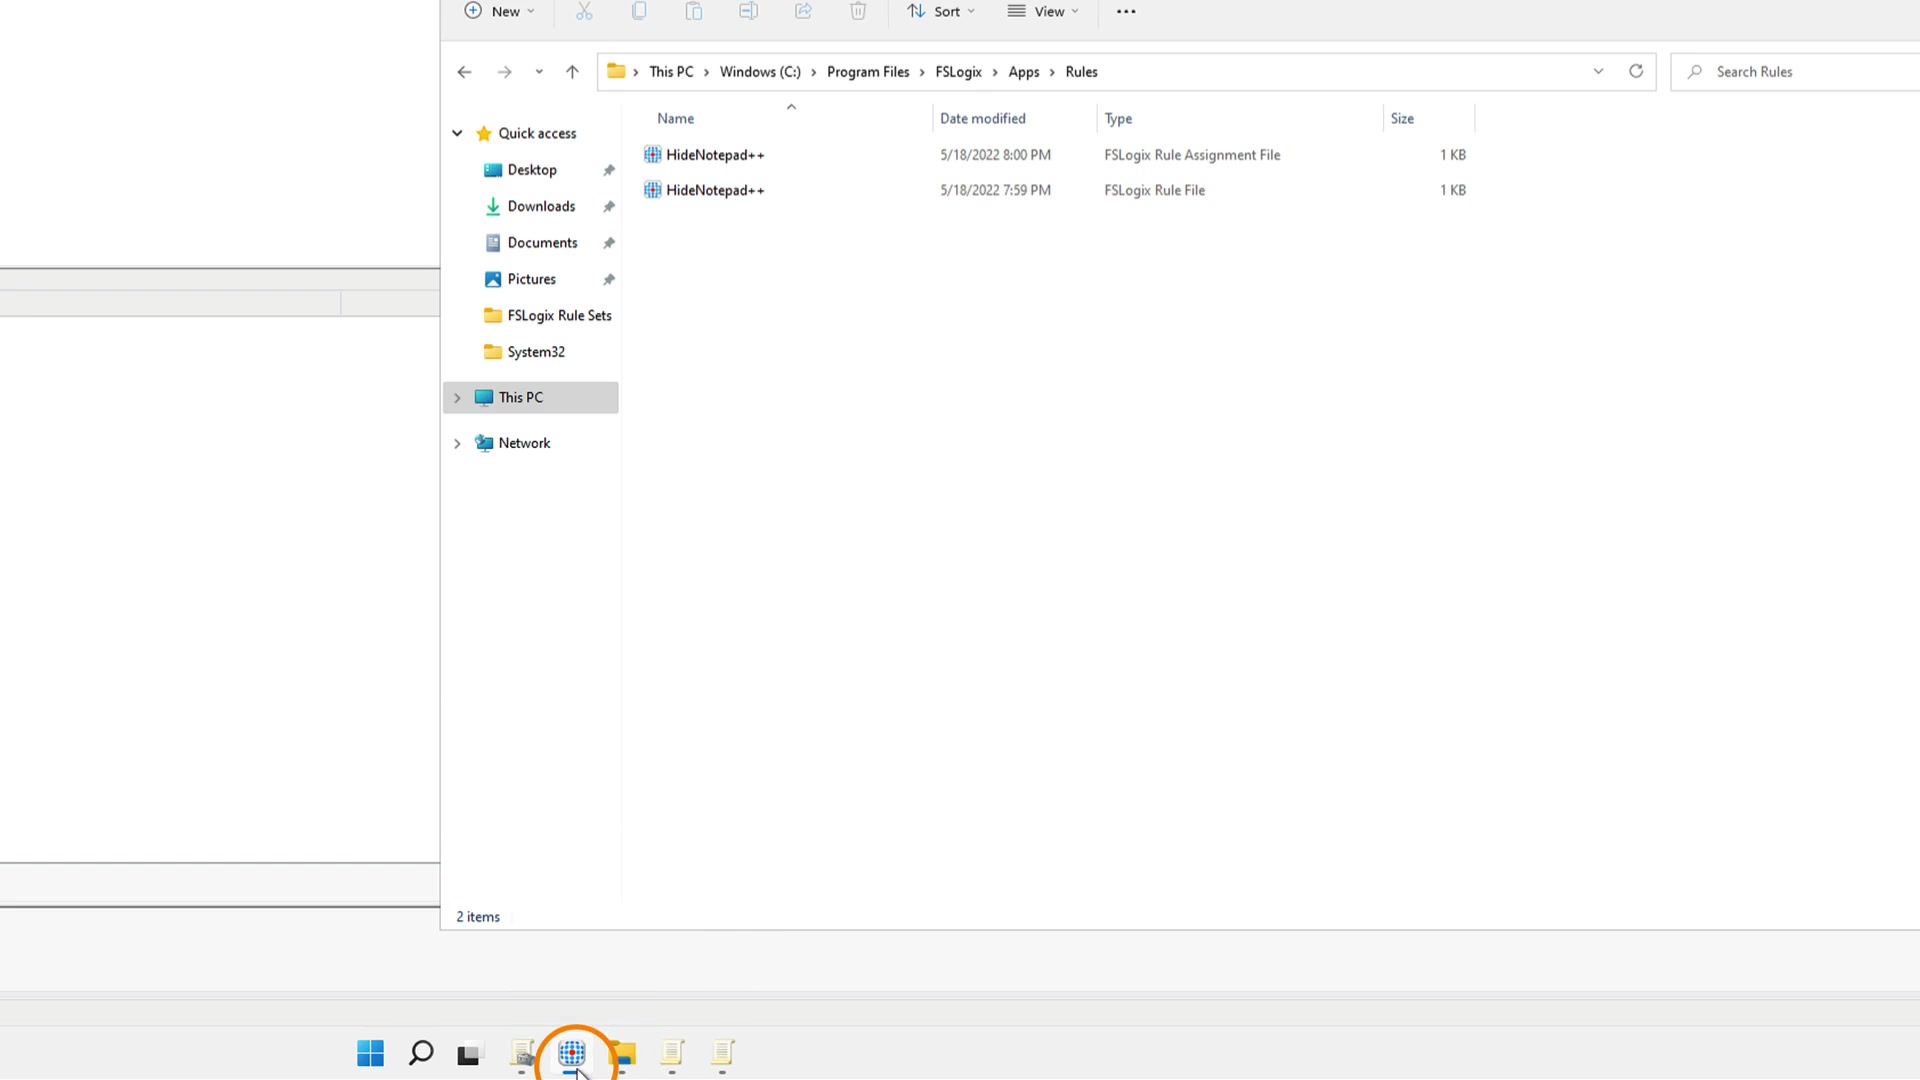 New
Sort
View
This PC > Windows (C:) > Program Files > FSLogix > Apps > Rules
Search Rules
Name Date modified Type Size
HideNotepad++ 5/18/2022 8:00 PM FSLogix Rule Assignment File 1 KB
HideNotepad++ 5/18/2022 7:59 PM FSLogix Rule File 1 KB
Quick access
Desktop
Downloads
Documents
Pictures
FSLogix Rule Sets
System32
This PC
Network
2 items